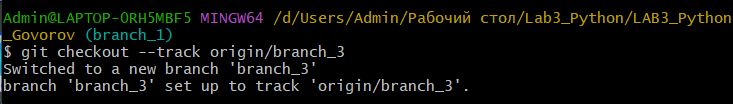 Admin@LAPTOP-ORH5MBF5 MINGW64 /d/Users/Admin/Рабочий стол/Lab3_Python/LAB3_Python
_Govorov (branch_1)
$ git checkout --track origin/branch_3
Switched to a new branch 'branch_3'
branch 'branch_3' set up to track 'origin/branch_3'.